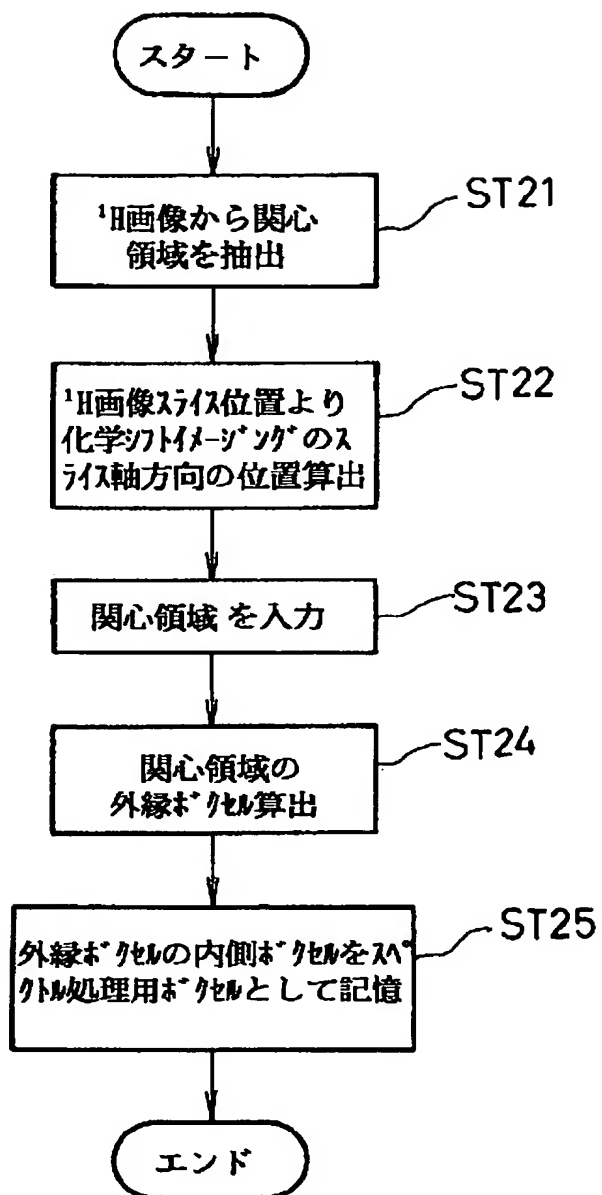 スタート
ST21
¹H画像から関心
領域を抽出
ST22
¹H画像ｽﾗｲｽ位置より
化学ｼﾌﾄｲﾒｰｼﾞﾝｸﾞのｽ
ﾗｲｽ軸方向の位置算出
ST23
関心領域 を入力
ST24
関心領域の
外縁ﾎﾞｸｾﾙ算出
ST25
外縁ﾎﾞｸｾﾙの内側ﾎﾞｸｾﾙをｽﾍﾟ
ｸﾄﾙ処理用ﾎﾞｸｾﾙとして記憶
エンド